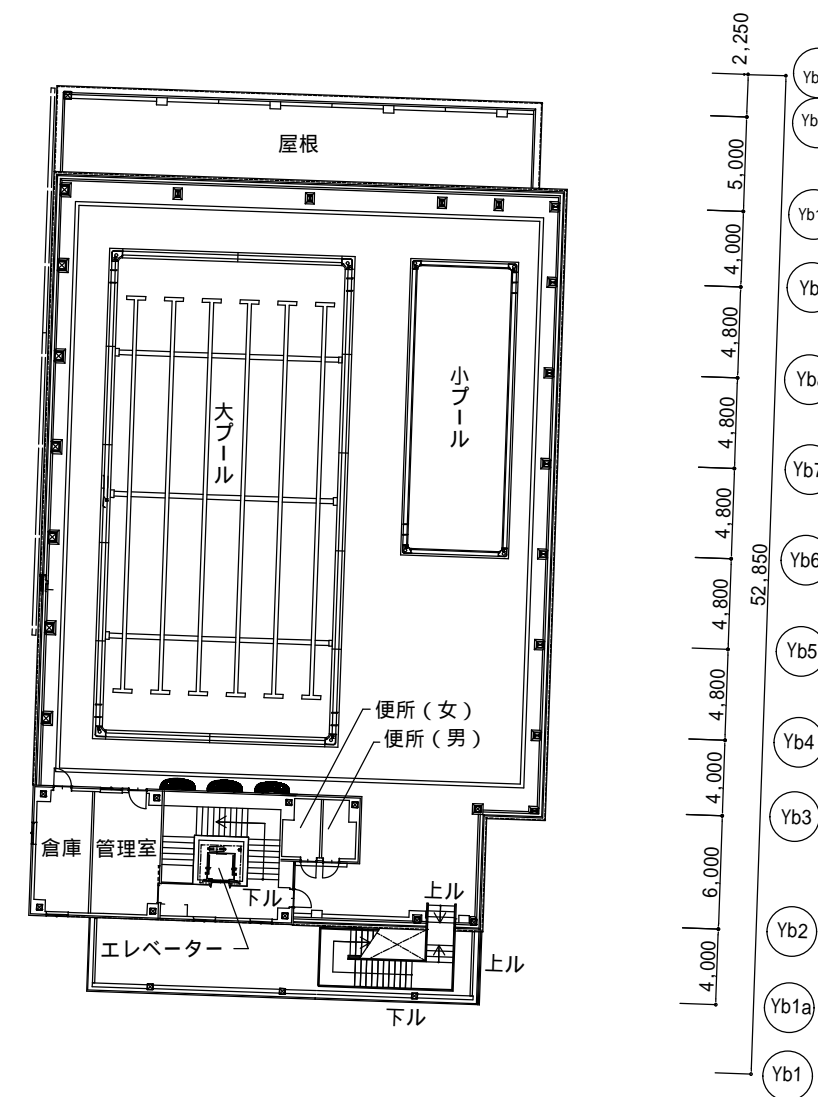 2,250
屋根
5,000
4,000
4,800
小プール
大プール
4,800
4,800
Yb7
4,800
52,850
Yb6
4,800
Yb5
便所（女）
便所（男）
Yb4
4,000
Yb3
倉庫
管理室
6,000
下ル
上ル
Yb2
エレベーター
上ル
4,000
下ル
Yb1a
Yb1